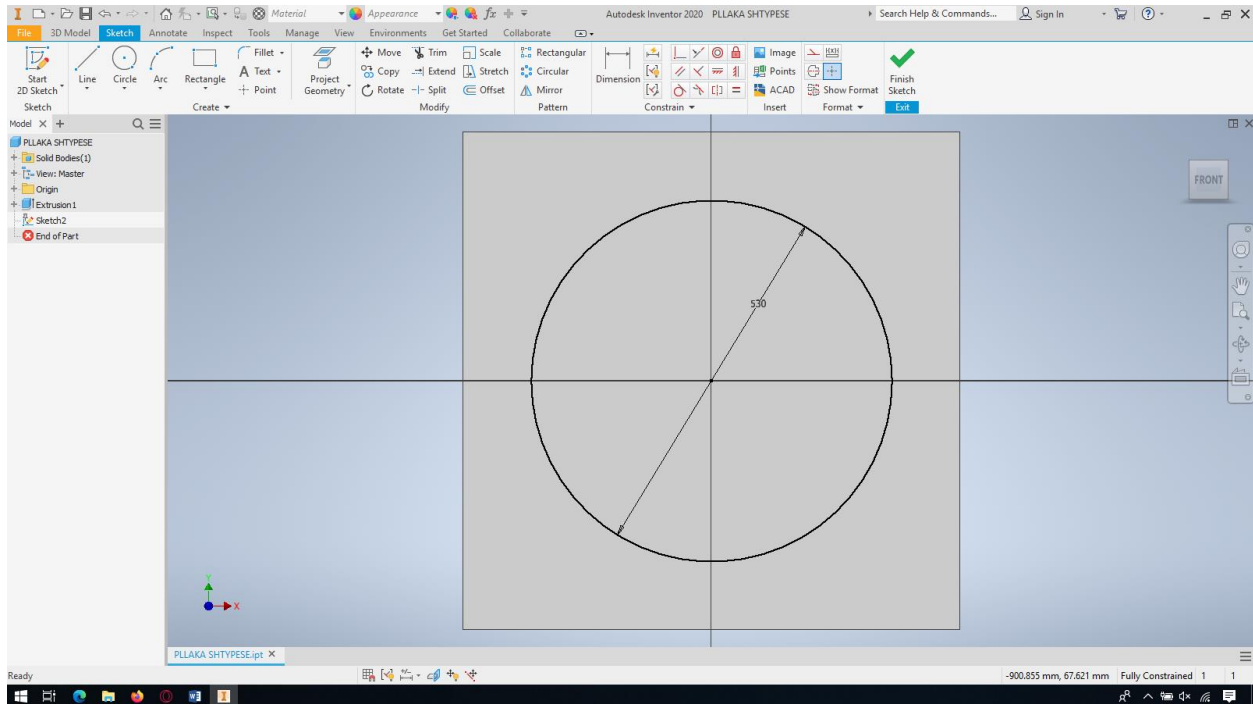 Material Appearance fx Autodesk Inventor 2020 PLLAKA SHTYPESE Search Help & Commands... Sign In
File 3D Model Sketch Annotate Inspect Tools Manage View Environments Get Started Collaborate
Start 2D Sketch Line Circle Arc Rectangle Fillet Text Point Project Geometry Move Trim Scale Rectangular Dimension Image Points ACAD Show Format Finish Sketch
Copy Extend Stretch Circular
Rotate Split Offset Mirror
Sketch Create Modify Pattern Constrain Insert Format Exit
Model
PLLAKA SHTYPESE
Solid Bodies(1)
View: Master
Origin
Extrusion1
Sketch2
End of Part
FRONT
530
Y
X
PLLAKA SHTYPESE.ipt
Ready -900.855 mm, 67.621 mm Fully Constrained 1 1